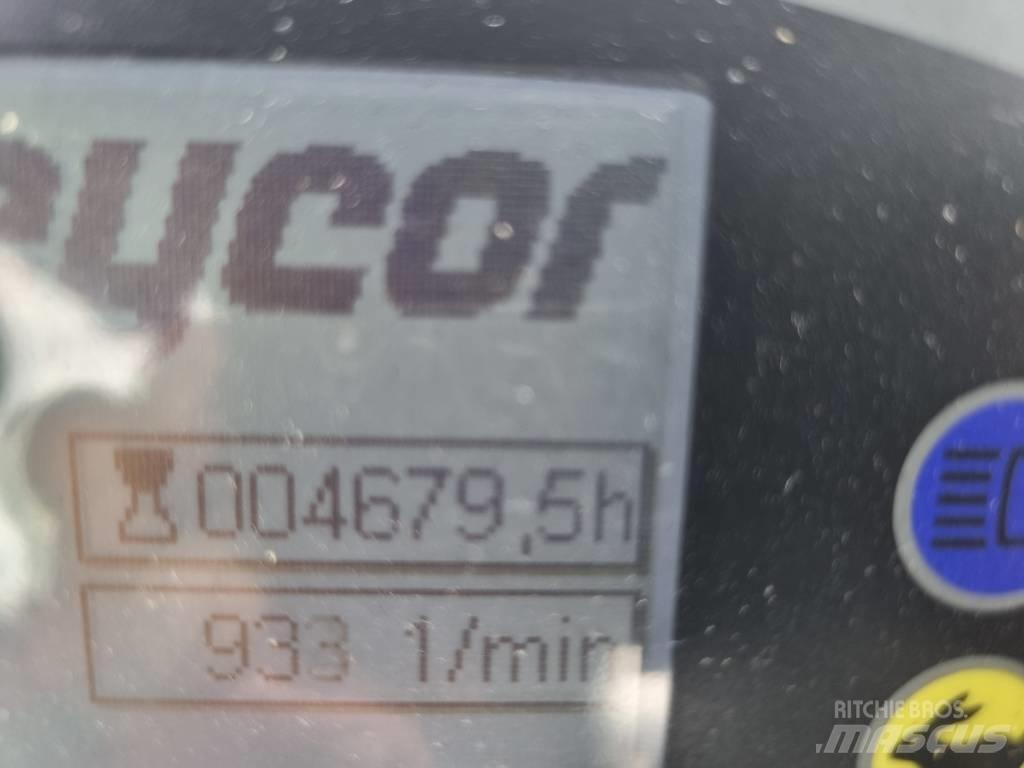 ycor
004679,5h
933 1/min
RITCHIE BROS.
MASCUS